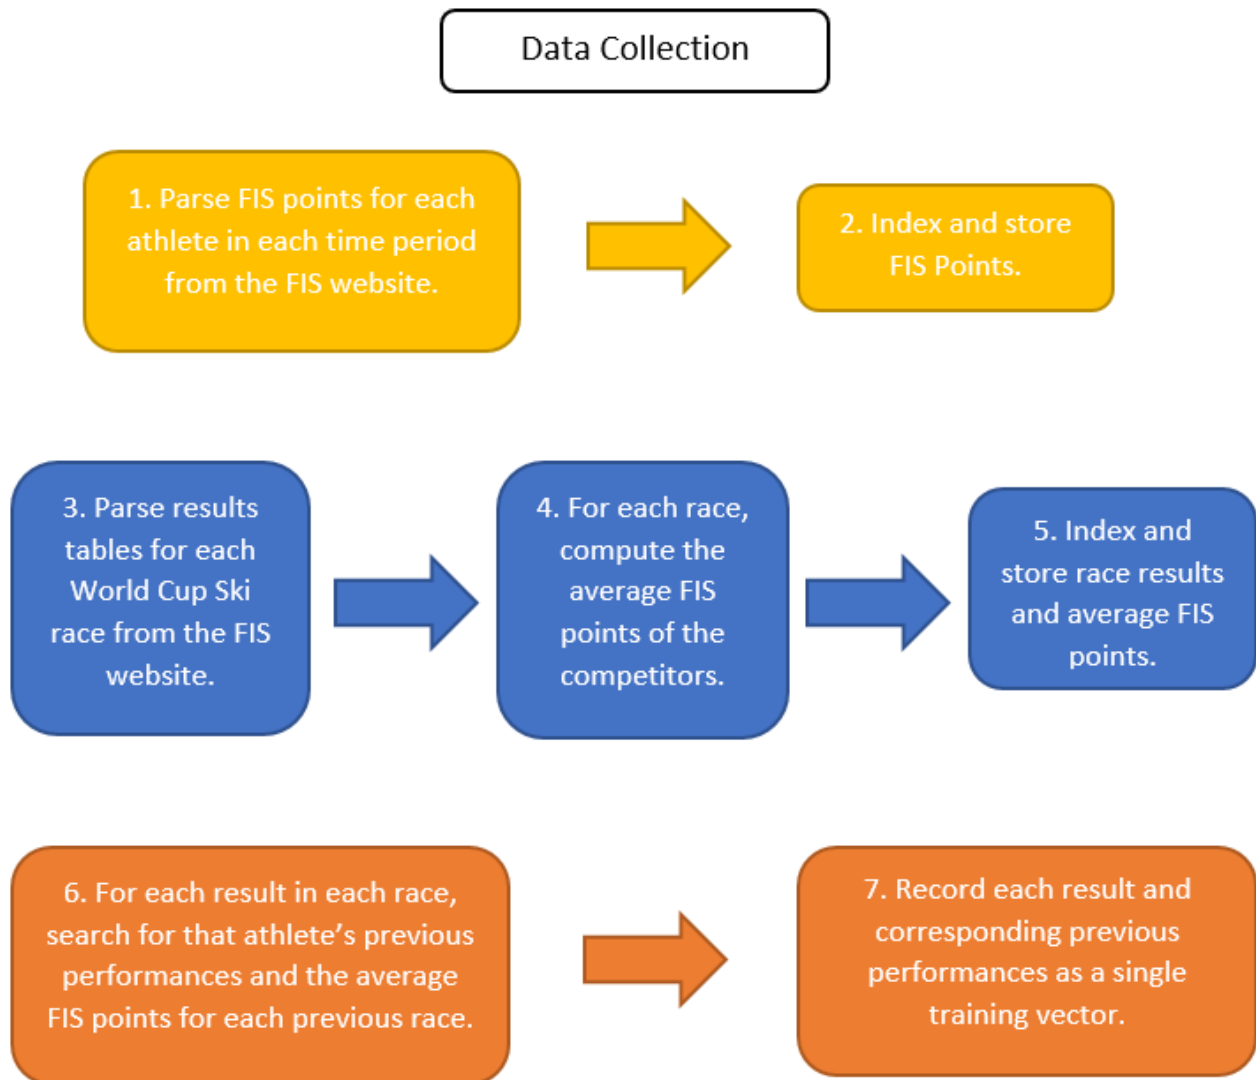 Data Collection
1. Parse FIS points for each
athlete in each time period
from the FIS website.
2. Index and store
FIS Points.
3. Parse results
tables for each
World Cup Ski
race from the FIS
website.
4. For each race,
compute the
average FIS
points of the
competitors.
5. Index and
store race results
and average FIS
points.
6. For each result in each race,
search for that athlete’s previous
performances and the average
FIS points for each previous race.
7. Record each result and
corresponding previous
performances as a single
training vector.